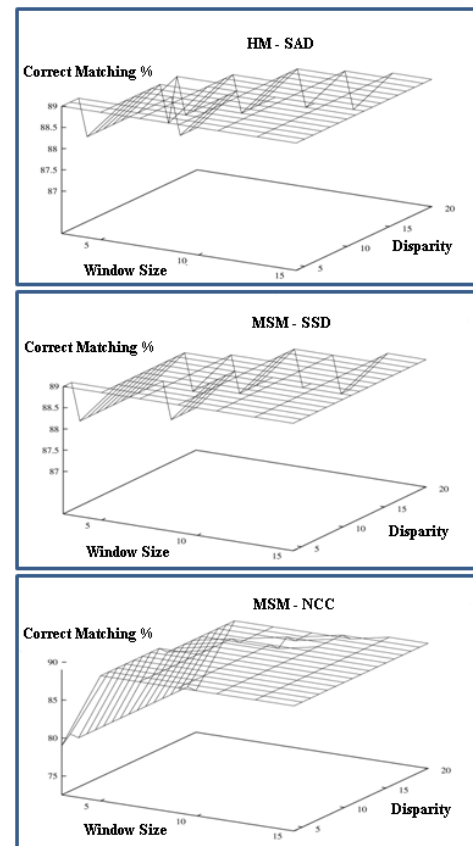 HM - SAD
Correct Matching %
89
88.5
88
87.5
87
5
10
15
Window Size
5
10
15
20
Disparity
MSM - SSD
Correct Matching %
89
88.5
88
87.5
87
5
10
15
Window Size
5
10
15
20
Disparity
MSM - NCC
Correct Matching %
90
85
80
75
5
10
15
Window Size
5
10
15
20
Disparity